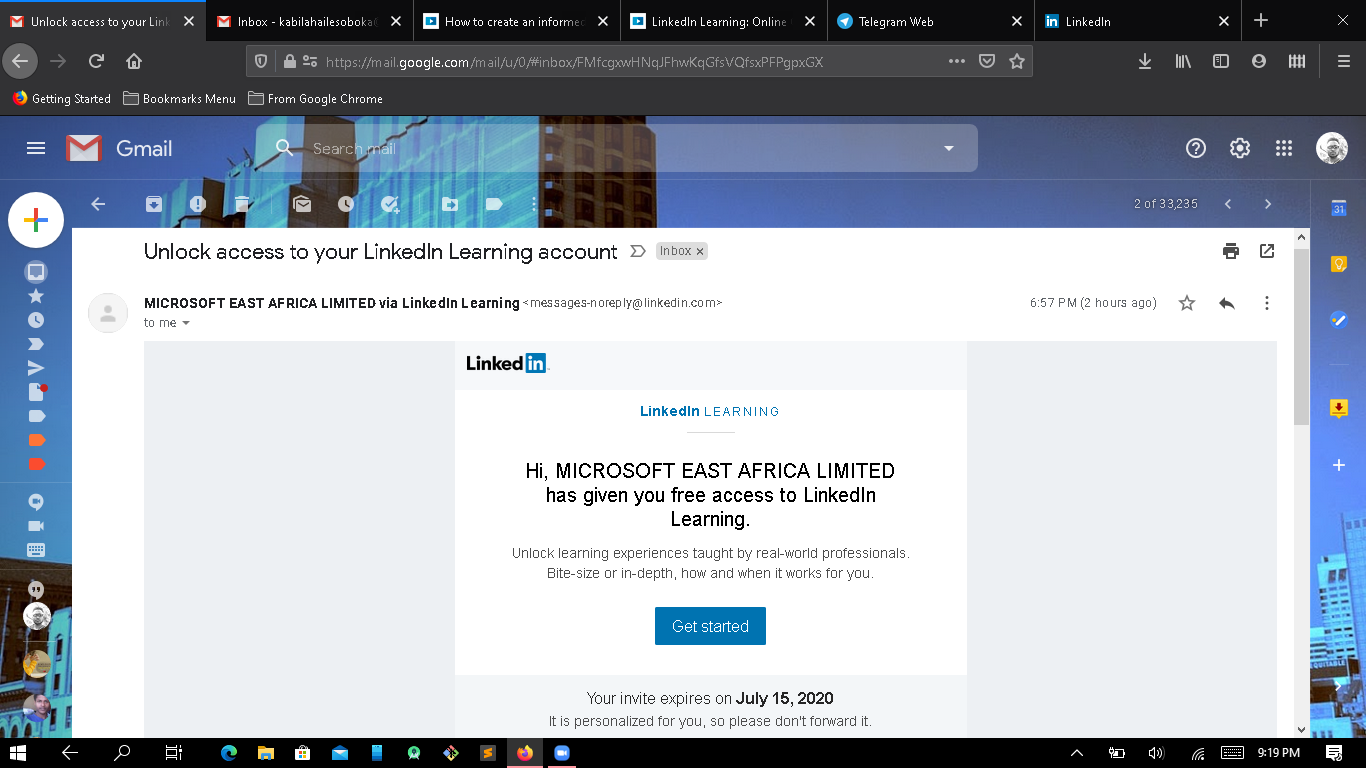 Unlock access to your Link
Inbox - kabilahailesoboka
How to create an informe
LinkedIn Learning: Online
Telegram Web
LinkedIn
https://mail.google.com/mail/u/0/#inbox/FMfcgxwHNqJFhwKqGfsVQfsxPFPgpxGX
Getting Started
Bookmarks Menu
From Google Chrome
Gmail
Search mail
2 of 33,235
31
Unlock access to your LinkedIn Learning account
Inbox x
MICROSOFT EAST AFRICA LIMITED via LinkedIn Learning <messages-noreply@linkedin.com>
6:57 PM (2 hours ago)
to me
Linked in
LinkedIn LEARNING
Hi, MICROSOFT EAST AFRICA LIMITED
has given you free access to LinkedIn
Learning.
Unlock learning experiences taught by real-world professionals.
Bite-size or in-depth, how and when it works for you.
Get started
EQUITABLE
Your invite expires on July 15, 2020
It is personalized for you, so please don't forward it.
9:19 PM